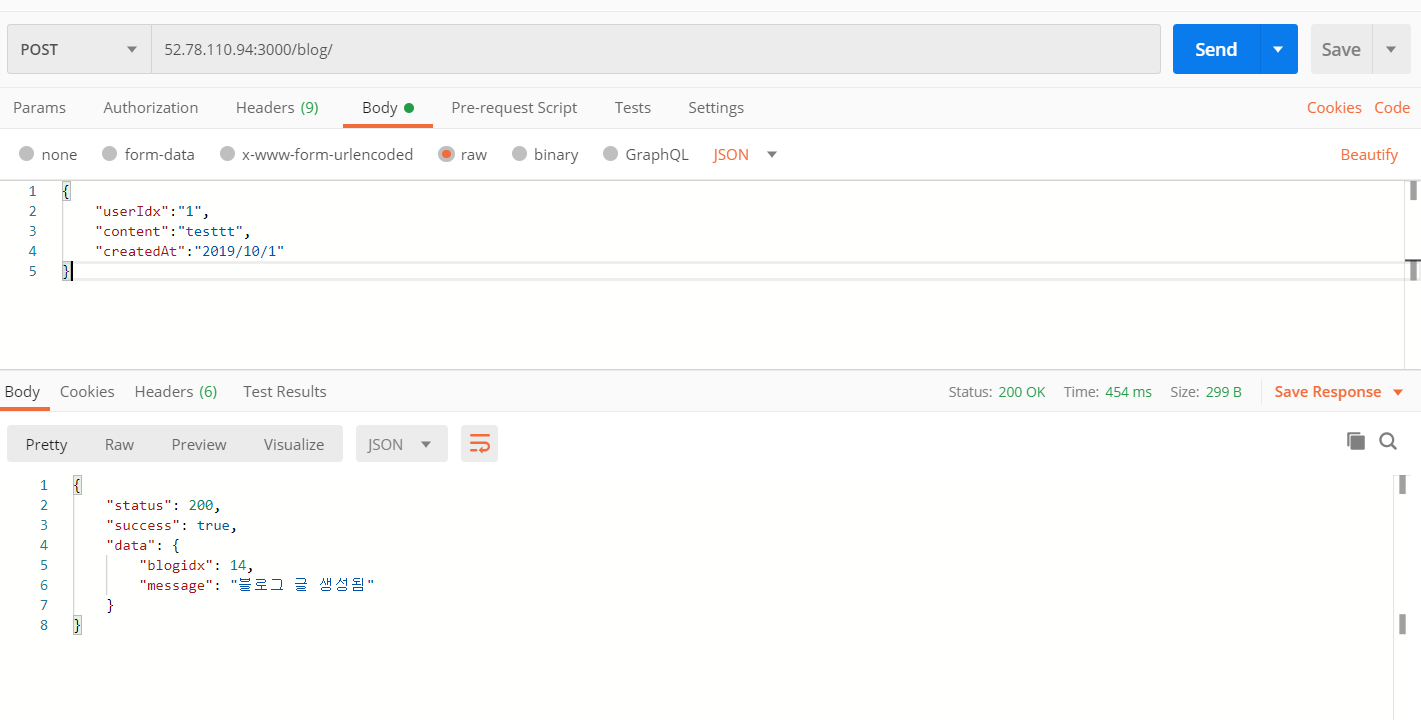 POST 52.78.110.94:3000/blog/ Send Save
Params Authorization Headers (9) Body Pre-request Script Tests Settings Cookies Code
none form-data x-www-form-urlencoded raw binary GraphQL JSON Beautify
1 {
2 "userIdx":"1",
3 "content":"testtt",
4 "createdAt":"2019/10/1"
5 }
Body Cookies Headers (6) Test Results Status: 200 OK Time: 454 ms Size: 299 B Save Response
Pretty Raw Preview Visualize JSON
1 {
2 "status": 200,
3 "success": true,
4 "data": {
5 "blogidx": 14,
6 "message": "블로그 글 생성됨"
7 }
8 }